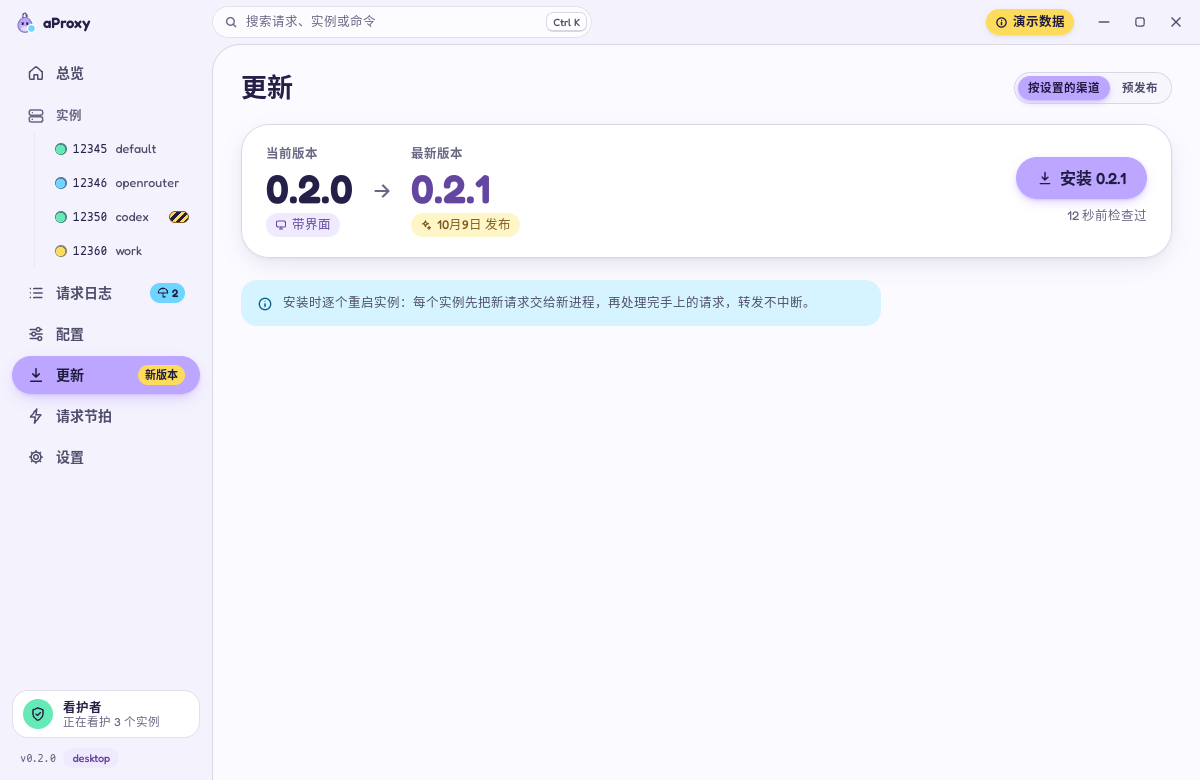 aProxy
搜索请求、实例或命令
Ctrl K
演示数据
总览
实例
12345 default
12346 openrouter
12350 codex
12360 work
请求日志 2
配置
更新 新版本
请求节拍
设置
看护者
正在看护 3 个实例
v0.2.0 desktop
更新
按设置的渠道 预发布
当前版本
0.2.0
带界面
最新版本
0.2.1
10月9日 发布
安装 0.2.1
12 秒前检查过
安装时逐个重启实例：每个实例先把新请求交给新进程，再处理完手上的请求，转发不中断。